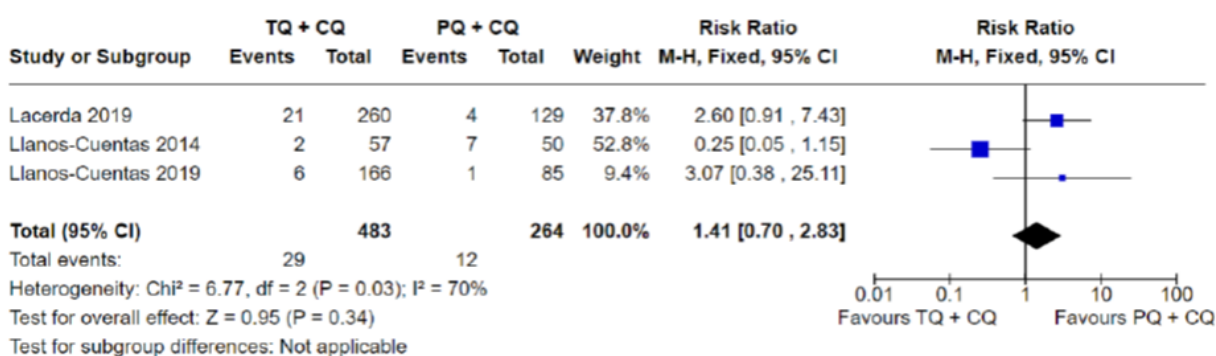 TQ + CQ PQ + CQ Risk Ratio Risk Ratio
Study or Subgroup Events Total Events Total Weight M-H, Fixed, 95% CI M-H, Fixed, 95% CI
Lacerda 2019 21 260 4 129 37.8% 2.60 [0.91 , 7.43]
Llanos-Cuentas 2014 2 57 7 50 52.8% 0.25 [0.05 , 1.15]
Llanos-Cuentas 2019 6 166 1 85 9.4% 3.07 [0.38 , 25.11]
Total (95% CI) 483 264 100.0% 1.41 [0.70 , 2.83]
Total events: 29 12
Heterogeneity: Chi² = 6.77, df = 2 (P = 0.03); I² = 70%
0.01 0.1 1 10 100
Test for overall effect: Z = 0.95 (P = 0.34)
Favours TQ + CQ Favours PQ + CQ
Test for subgroup differences: Not applicable